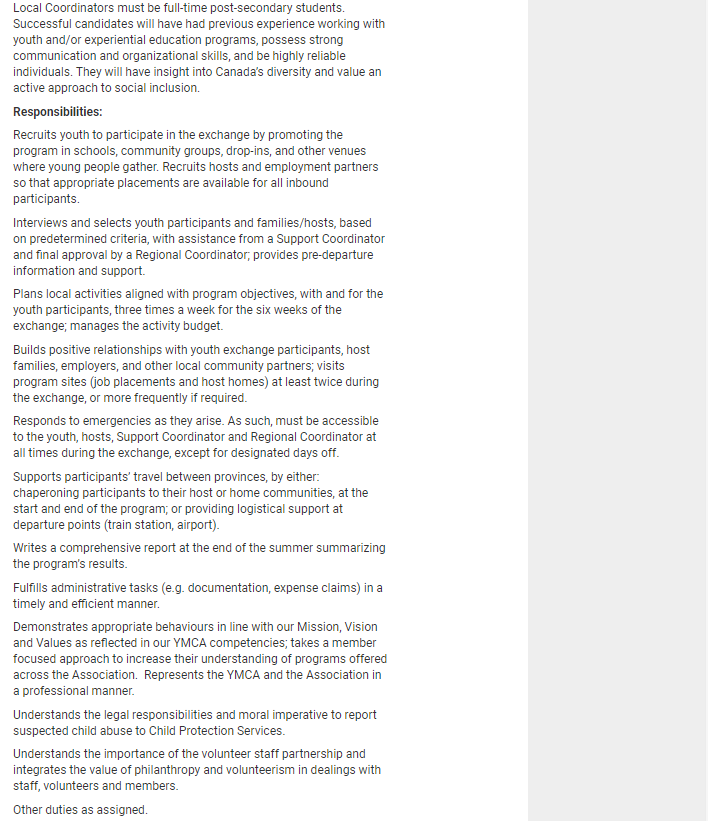 Local Coordinators must be full-time post-secondary students.
Successful candidates will have had previous experience working with
youth and/or experiential education programs, possess strong
communication and organizational skills, and be highly reliable
individuals. They will have insight into Canada's diversity and value an
active approach to social inclusion.
Responsibilities:
Recruits youth to participate in the exchange by promoting the
program in schools, community groups, drop-ins, and other venues
where young people gather. Recruits hosts and employment partners
so that appropriate placements are available for all inbound
participants.
Interviews and selects youth participants and families/hosts, based
on predetermined criteria, with assistance from a Support Coordinator
and final approval by a Regional Coordinator; provides pre-departure
information and support.
Plans local activities aligned with program objectives, with and for the
youth participants, three times a week for the six weeks of the
exchange; manages the activity budget.
Builds positive relationships with youth exchange participants, host
families, employers, and other local community partners; visits
program sites (job placements and host homes) at least twice during
the exchange, or more frequently if required.
Responds to emergencies as they arise. As such, must be accessible
to the youth, hosts, Support Coordinator and Regional Coordinator at
all times during the exchange, except for designated days off.
Supports participants' travel between provinces, by either:
chaperoning participants to their host or home communities, at the
start and end of the program; or providing logistical support at
departure points (train station, airport).
Writes a comprehensive report at the end of the summer summarizing
the program's results.
Fulfills administrative tasks (e.g. documentation, expense claims) in a
timely and efficient manner.
Demonstrates appropriate behaviours in line with our Mission, Vision
and Values as reflected in our YMCA competencies; takes a member
focused approach to increase their understanding of programs offered
across the Association.  Represents the YMCA and the Association in
a professional manner.
Understands the legal responsibilities and moral imperative to report
suspected child abuse to Child Protection Services.
Understands the importance of the volunteer staff partnership and
integrates the value of philanthropy and volunteerism in dealings with
staff, volunteers and members.
Other duties as assigned.